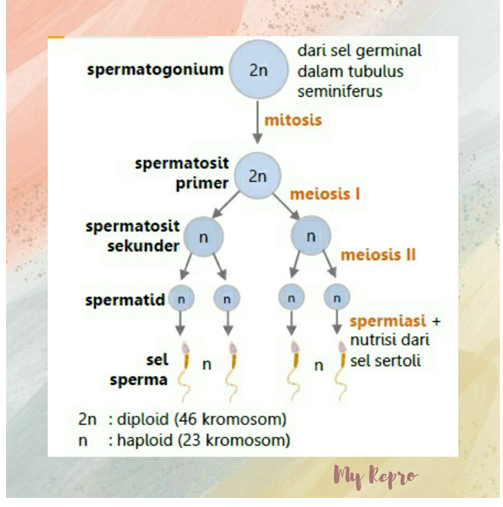 spermatogonium
2n
dari sel germinal
dalam tubulus
seminiferus
mitosis
spermatosit
primer
2n
meiosis I
spermatosit
sekunder
n
n
meiosis II
spermatid
n
n
n
n
spermiasi +
nutrisi dari
sel sertoli
sel
sperma
n
n
2n : diploid (46 kromosom)
n : haploid (23 kromosom)
My Repro